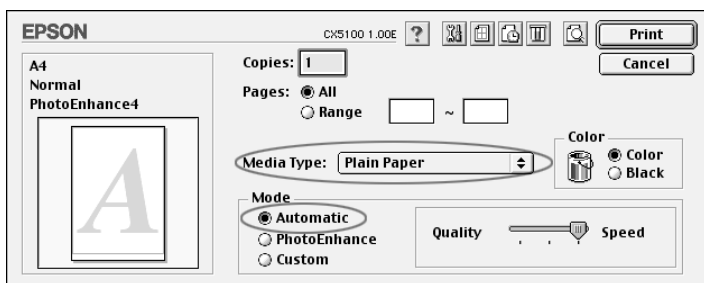 EPSON
CX5100 1.00E
?
Print
A4
Normal
PhotoEnhance4
A
Copies: 1
Cancel
Pages: All
Range ~
Media Type: Plain Paper
Color
Color
Black
Mode
Automatic
PhotoEnhance
Custom
Quality Speed